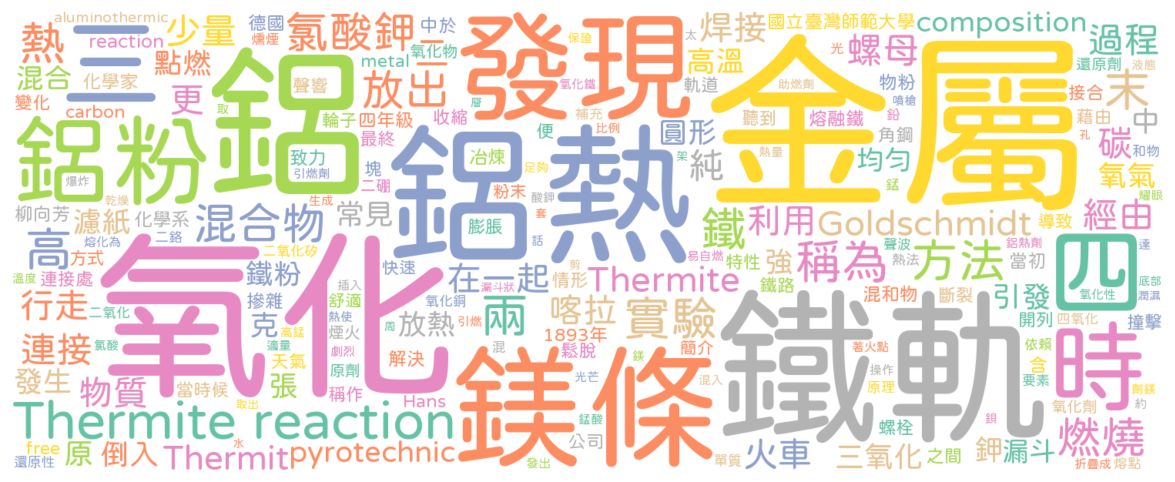 aluminothermic
reaction
熱
三
少量
德國
爐煙
氯酸鉀
中於
氧化物
二
發現
保證
太
焊接
國立臺灣師範大學
composition
光
螺母
過程
還原劑
液態
混合
化學家
點燃
metal
高溫
軌道
氧化鐵
助燃劑
物粉
噴槍
接合
末
變化
carbon
更
取
聲響
輪子
放出
四年級
收縮
最終
層
補充
比例
聽到
熔融鐵
鉛
藉由
孔
中
金屬
鋁粉
鋁
爆炸
致力
引燃劑
塊
二硼
冶煉
粉末
足夠
便
圓形
架
熱量
角鋼
均勻
錳
碳
和物
氧氣
耀眼
乾燥
生成
柳向芳
濾紙
化學系
二鉻
混合物
常見
膨脹
酸鉀
套
話
鋁熱
純
鐵
利用
Goldschmidt
導致
經由
高
方式
熔化為
二氧化矽
溫度
連接處
鐵粉
情形
剪
易自燃
特性
強
稱為
聲波
熱法
鋁熱劑
方法
當初
達
四
氧化性
底部
潤濕
行走
二氧化
氧化
插入
摻雜
舒適
快速
漏斗狀
氧化銅
在一起
Thermite
鐵路
混和物
斷裂
引發
四氧化
撞擊
連接
氯酸
克
高錳
熱使
適量
煙火
周
引燃
劇烈
放熱
混
兩
喀拉
實驗
1893年
鬆脫
簡介
著火點
開列
依賴
含
時
發生
物質
當時候
天氣
張
原劑
稱作
解決
Hans
鎂條
光芒
鎂
混入
鐵軌
操作
原理
要素
氧化劑
劑鎂
約
Thermite reaction
取出
水
free
還原性
原
倒入
Thermit
pyrotechnic
發出
錳酸
公司
單質
火車
三氧化
螺栓
之間
鉬
鉀
漏斗
燃燒
折疊成
熔點